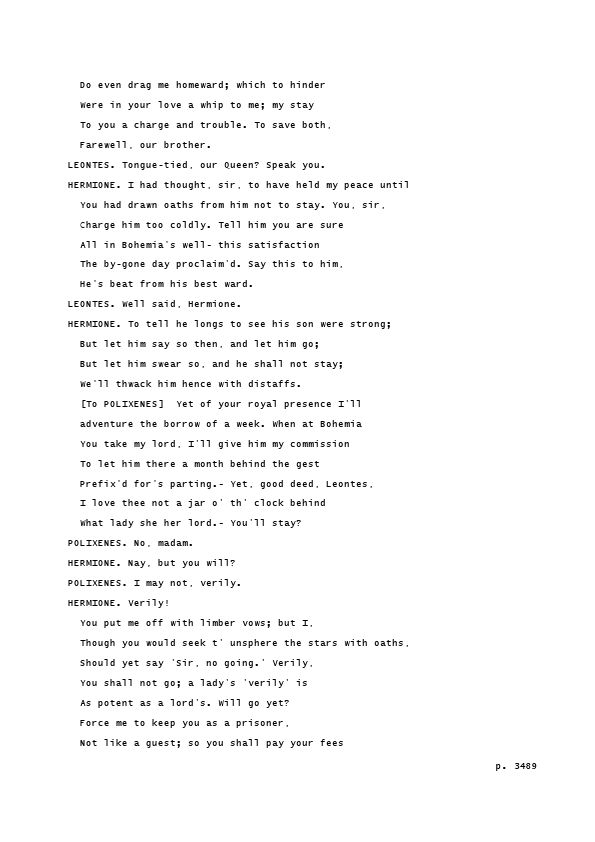 Do even drag me homeward; which to hinder
Were in your love a whip to me; my stay
To you a charge and trouble. To save both,
Farewell, our brother.
LEONTES. Tongue-tied, our Queen? Speak you.
HERMIONE. I had thought, sir, to have held my peace until
You had drawn oaths from him not to stay. You, sir,
Charge him too coldly. Tell him you are sure
All in Bohemia's well- this satisfaction
The by-gone day proclaim'd. Say this to him,
He's beat from his best ward.
LEONTES. Well said, Hermione.
HERMIONE. To tell he longs to see his son were strong;
But let him say so then, and let him go;
But let him swear so, and he shall not stay;
We'll thwack him hence with distaffs.
[To POLIXENES]  Yet of your royal presence I'll
adventure the borrow of a week. When at Bohemia
You take my lord, I'll give him my commission
To let him there a month behind the gest
Prefix'd for's parting.- Yet, good deed, Leontes,
I love thee not a jar o' th' clock behind
What lady she her lord.- You'll stay?
POLIXENES. No, madam.
HERMIONE. Nay, but you will?
POLIXENES. I may not, verily.
HERMIONE. Verily!
You put me off with limber vows; but I,
Though you would seek t' unsphere the stars with oaths,
Should yet say 'Sir, no going.' Verily,
You shall not go; a lady's 'verily' is
As potent as a lord's. Will go yet?
Force me to keep you as a prisoner,
Not like a guest; so you shall pay your fees
p. 3489